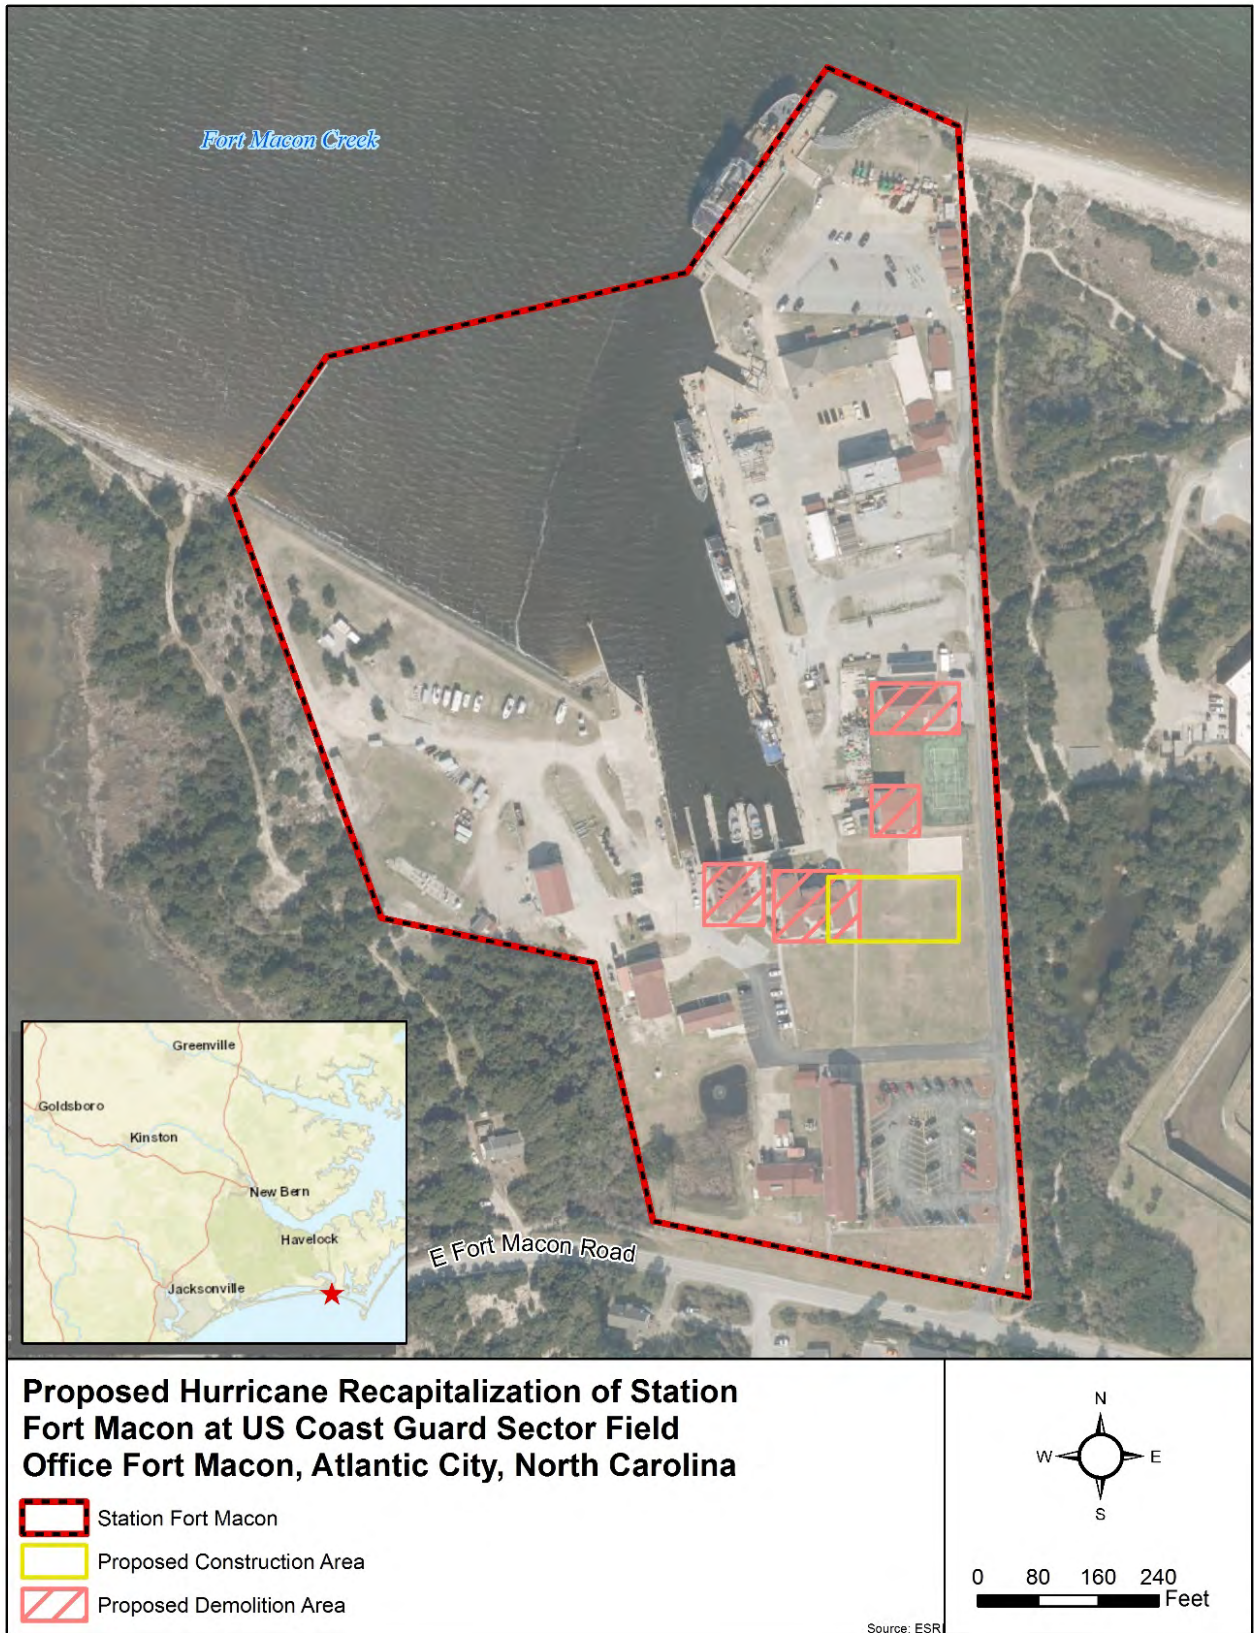 Fort Macon Creek
Greenville
Goldsboro
Kinston
New Bern
Havelock
Jacksonville
E Fort Macon Road
Proposed Hurricane Recapitalization of Station
Fort Macon at US Coast Guard Sector Field
Office Fort Macon, Atlantic City, North Carolina
Station Fort Macon
Proposed Construction Area
Proposed Demolition Area
Source: ESRI
N
W E
S
0 80 160 240
Feet